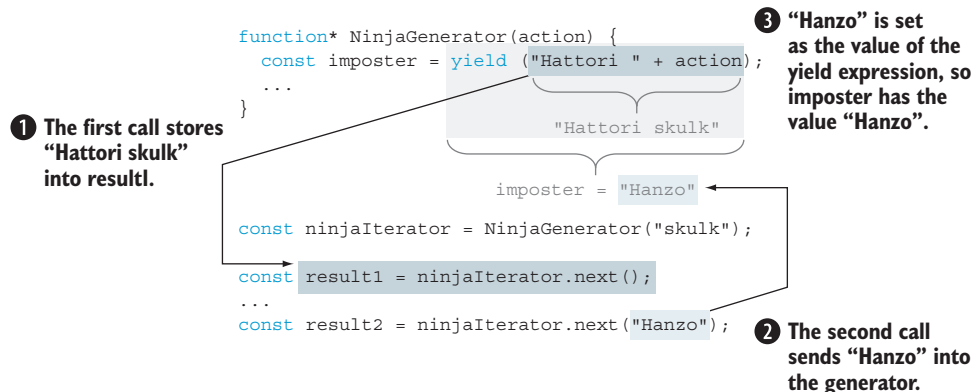 function* NinjaGenerator(action) {
const imposter = yield ("Hattori " + action);
...
}
"Hattori skulk"
imposter = "Hanzo"
const ninjaIterator = NinjaGenerator("skulk");
const result1 = ninjaIterator.next();
...
const result2 = ninjaIterator.next("Hanzo");
1 The first call stores
“Hattori skulk”
into resultl.
2 The second call
sends “Hanzo” into
the generator.
3 “Hanzo” is set
as the value of the
yield expression, so
imposter has the
value “Hanzo”.